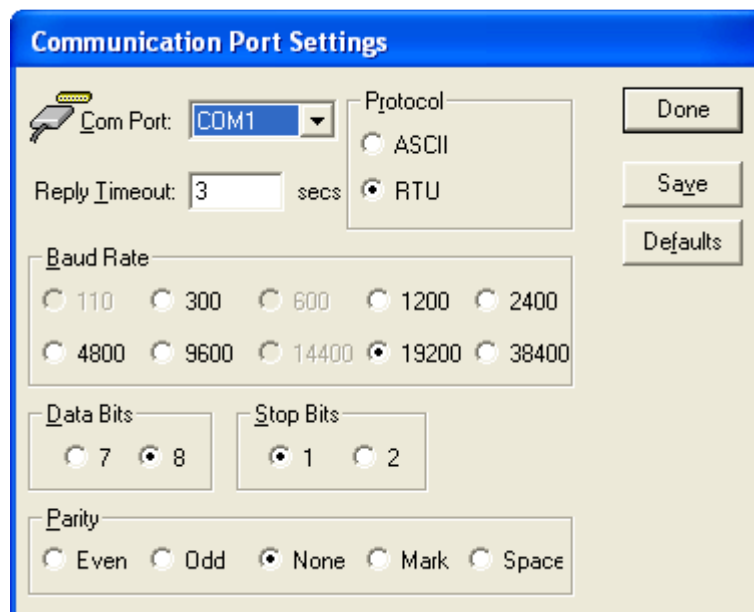 Communication Port Settings
Com Port: COM1
Reply Timeout: 3 secs
Protocol
ASCII
RTU
Done
Save
Defaults
Baud Rate
110 300 600 1200 2400
4800 9600 14400 19200 38400
Data Bits
7 8
Stop Bits
1 2
Parity
Even Odd None Mark Space